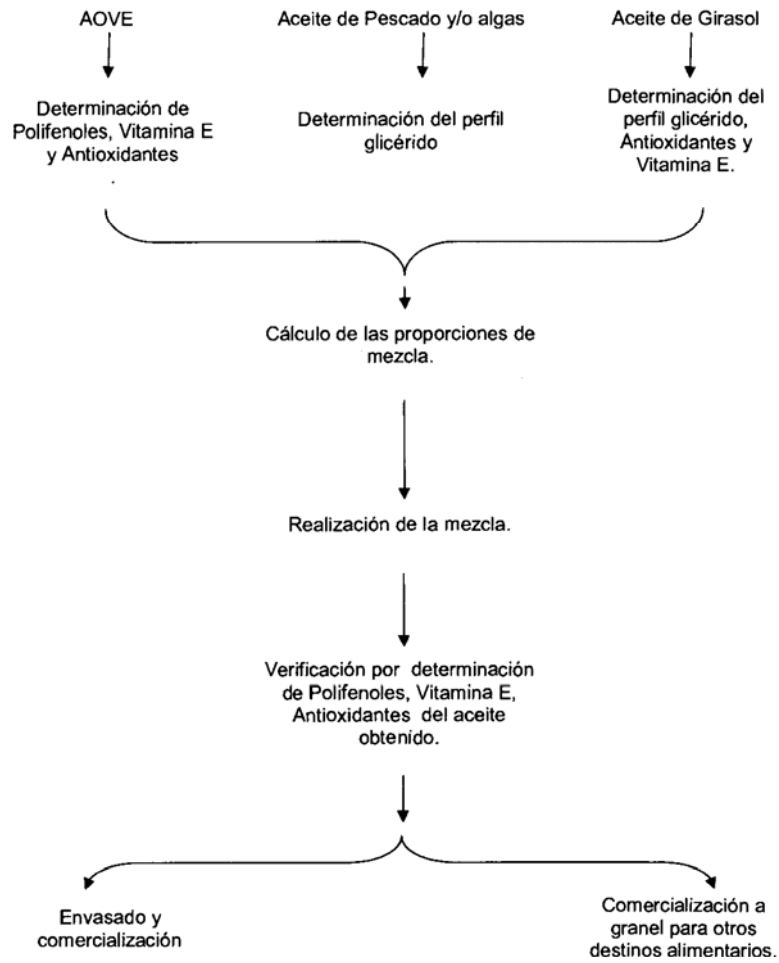 AOVE
Aceite de Pescado y/o algas
Aceite de Girasol
Determinación de
Polifenoles, Vitamina E
y Antioxidantes
Determinación del perfil
glicérido
Determinación del
perfil glicérido,
Antioxidantes y
Vitamina E.
Cálculo de las proporciones de
mezcla.
Realización de la mezcla.
Verificación por determinación
de Polifenoles, Vitamina E,
Antioxidantes del aceite
obtenido.
Envasado y
comercialización
Comercialización a
granel para otros
destinos alimentarios.